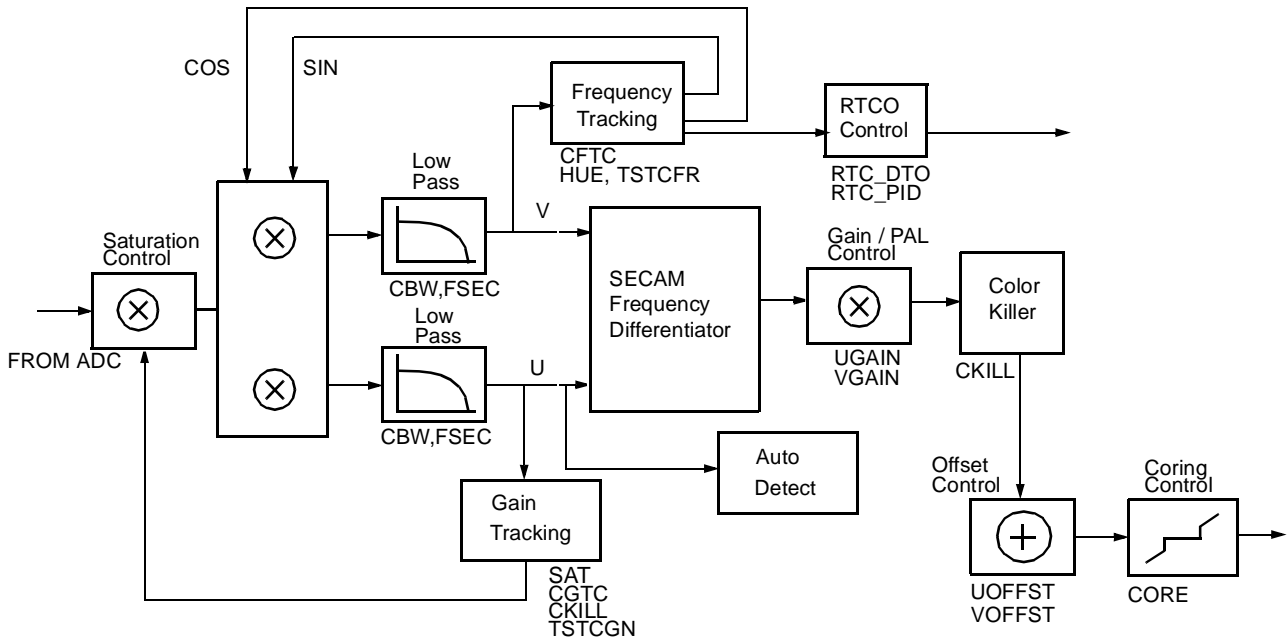 COS
SIN
Frequency
Tracking
CFTC
HUE, TSTCFR
RTCO
Control
RTC_DTO
RTC_PID
Low
Pass
V
CBW,FSEC
Saturation
Control
FROM ADC
SECAM
Frequency
Differentiator
Gain / PAL
Control
UGAIN
VGAIN
Color
Killer
CKILL
Low
Pass
U
CBW,FSEC
Auto
Detect
Gain
Tracking
SAT
CGTC
CKILL
TSTCGN
Offset
Control
UOFFST
VOFFST
Coring
Control
CORE